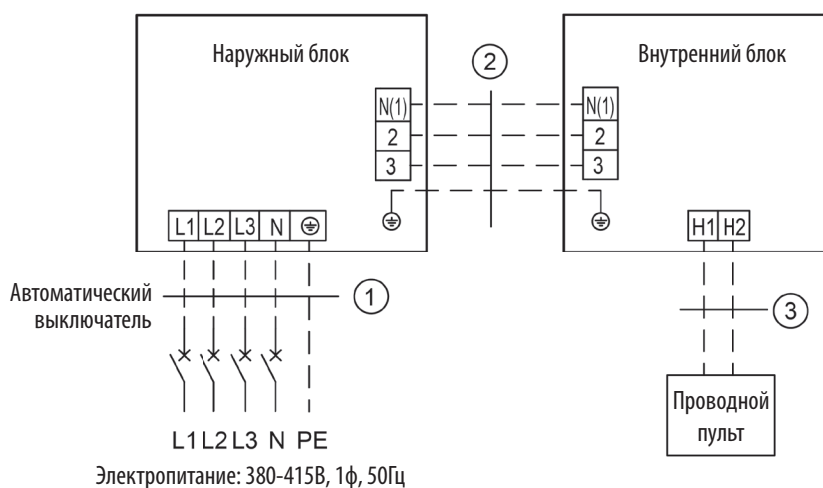 Наружный блок
Внутренний блок
2
N(1)
2
3
N(1)
2
3
L1 L2 L3 N
H1 H2
Автоматический
выключатель
1
3
L1 L2 L3 N PE
Проводной
пульт
Электропитание: 380-415В, 1ф, 50Гц